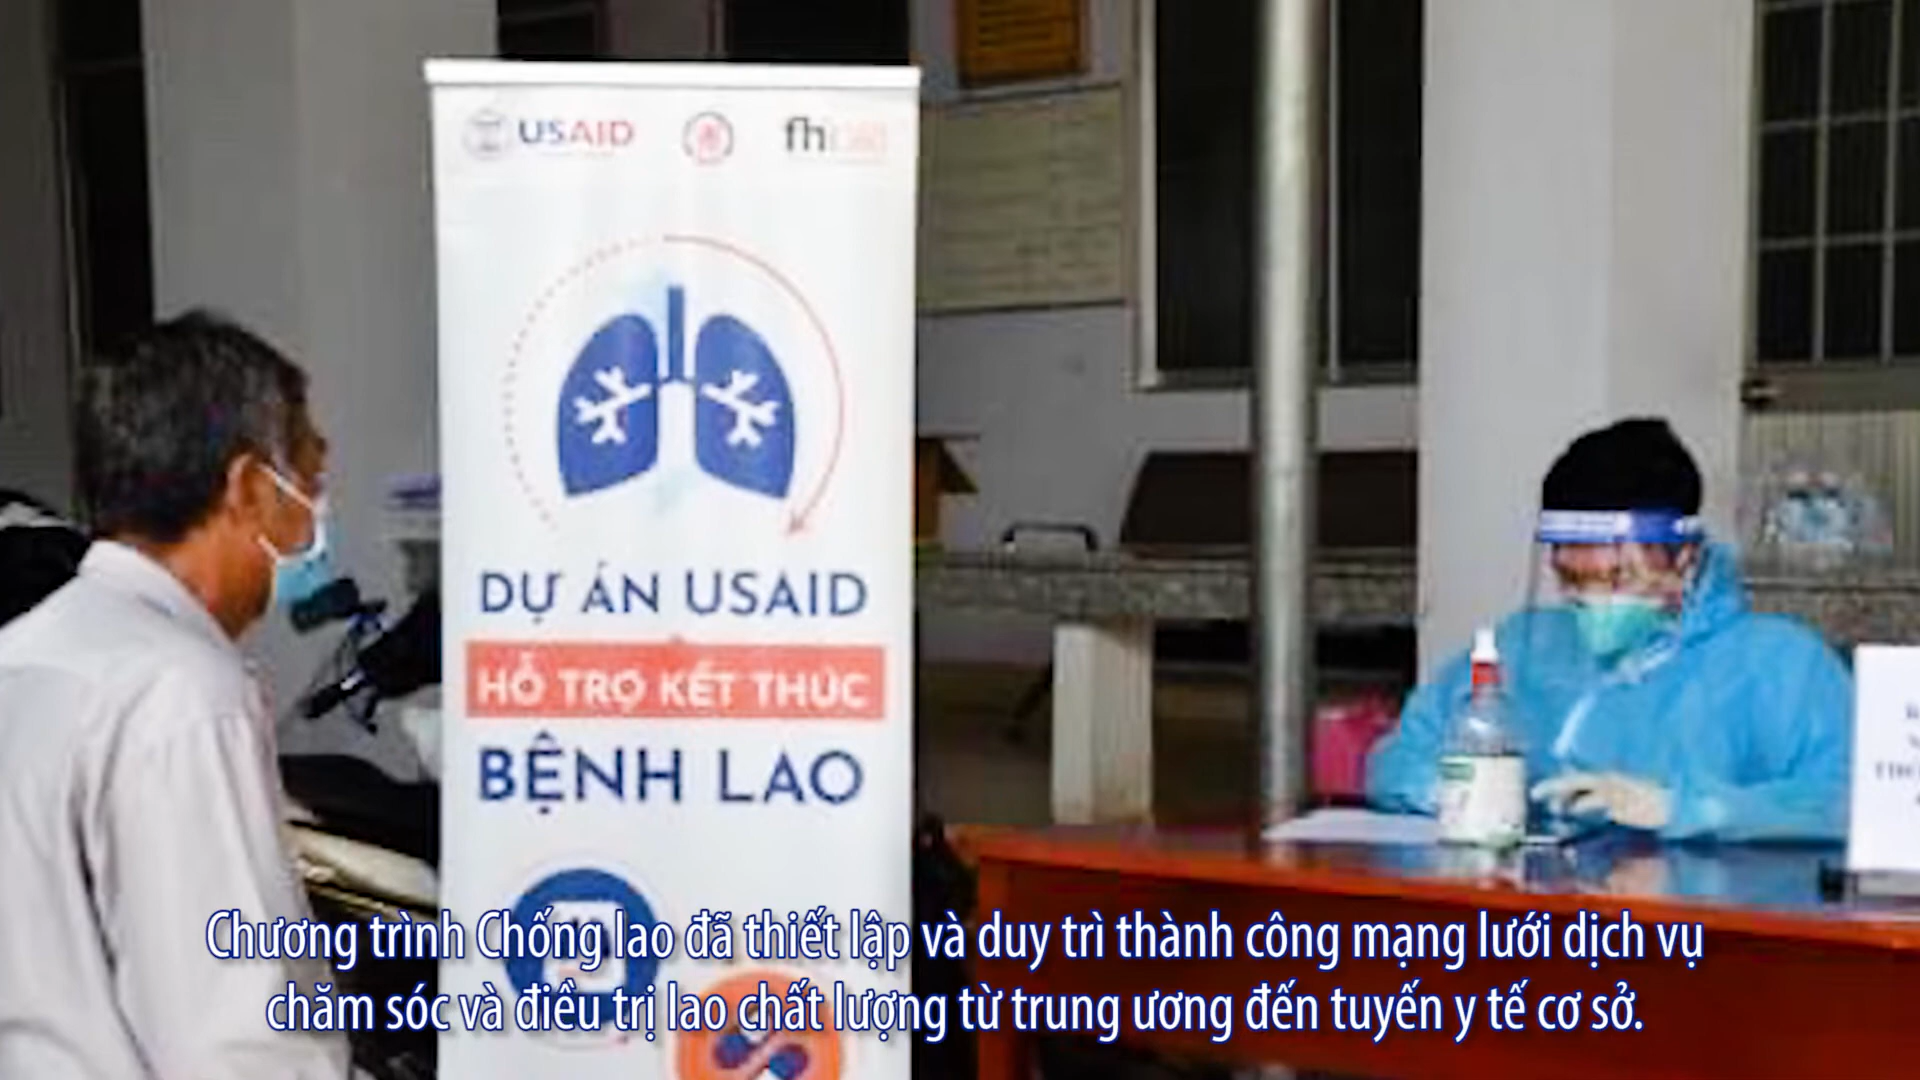 USAID
fhi360
DỰ ÁN USAID
HỖ TRỢ KẾT THÚC
BỆNH LAO
Chương trình Chống lao đã thiết lập và duy trì thành công mạng lưới dịch vụ
chăm sóc và điều trị lao chất lượng từ trung ương đến tuyến y tế cơ sở.